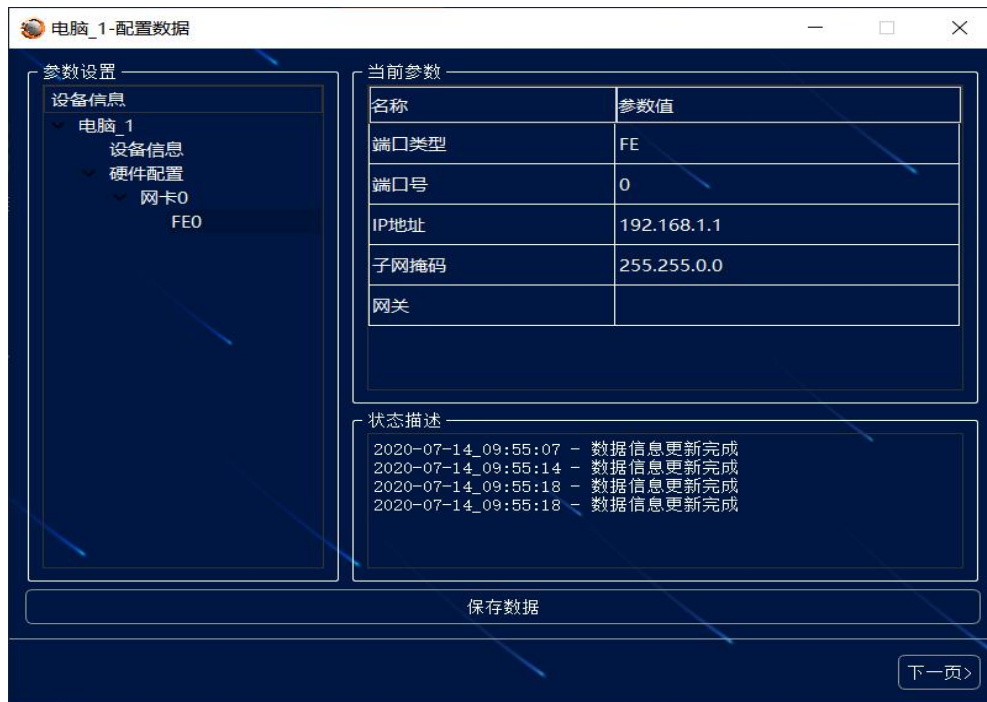 电脑_1-配置数据
参数设置
设备信息
电脑_1
设备信息
硬件配置
网卡0
FE0
当前参数
名称 参数值
端口类型 FE
端口号 0
IP地址 192.168.1.1
子网掩码 255.255.0.0
网关
状态描述
2020-07-14_09:55:07 - 数据信息更新完成
2020-07-14_09:55:14 - 数据信息更新完成
2020-07-14_09:55:18 - 数据信息更新完成
2020-07-14_09:55:18 - 数据信息更新完成
保存数据
下一页>